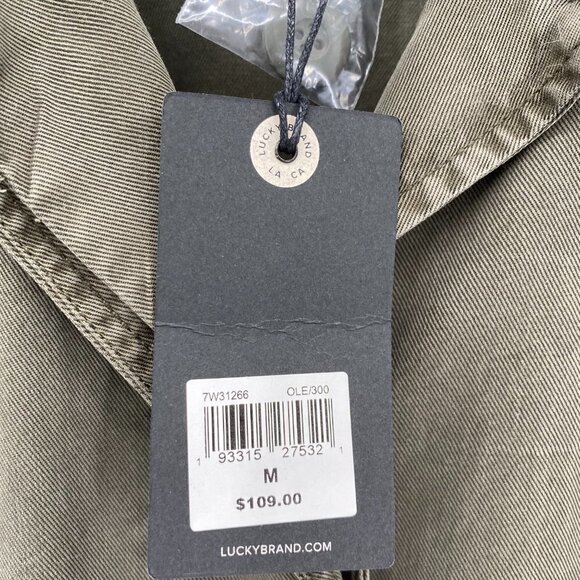 LUCKY BRAND
LA CA
7W31266 OLE/300
1 93315 27532 1
M
$109.00
LUCKYBRAND.COM